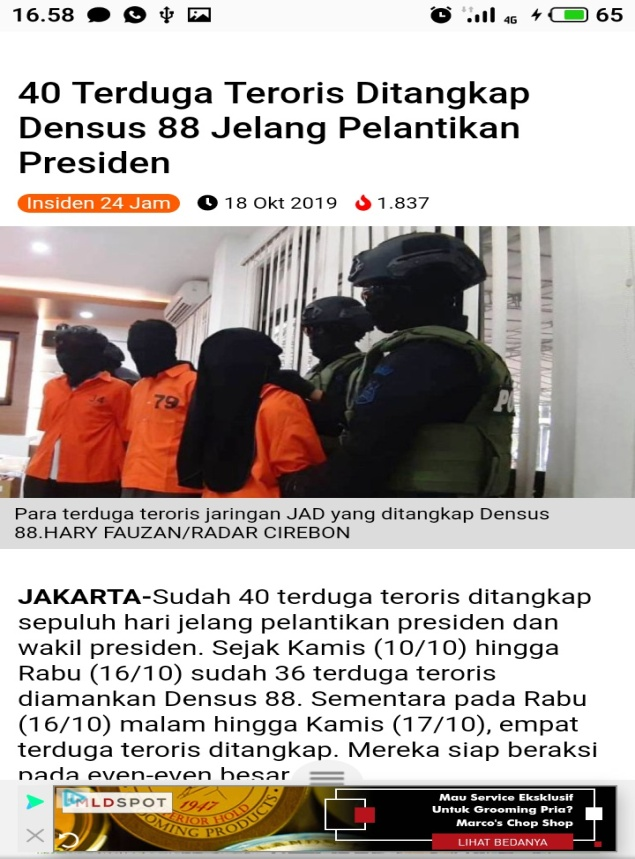 16.58
4G
65
40 Terduga Teroris Ditangkap
Densus 88 Jelang Pelantikan
Presiden
Insiden 24 Jam 18 Okt 2019 1.837
J4
79
PO
Para terduga teroris jaringan JAD yang ditangkap Densus
88.HARY FAUZAN/RADAR CIREBON
JAKARTA-Sudah 40 terduga teroris ditangkap
sepuluh hari jelang pelantikan presiden dan
wakil presiden. Sejak Kamis (10/10) hingga
Rabu (16/10) sudah 36 terduga teroris
diamankan Densus 88. Sementara pada Rabu
(16/10) malam hingga Kamis (17/10), empat
terduga teroris ditangkap. Mereka siap beraksi
pada even-even besar
MLDSPOT
1947
SUPERIOR HOLD
GROOMING PRODUCTS
Mau Service Eksklusif
Untuk Grooming Pria?
Marco's Chop Shop
LIHAT BEDANYA